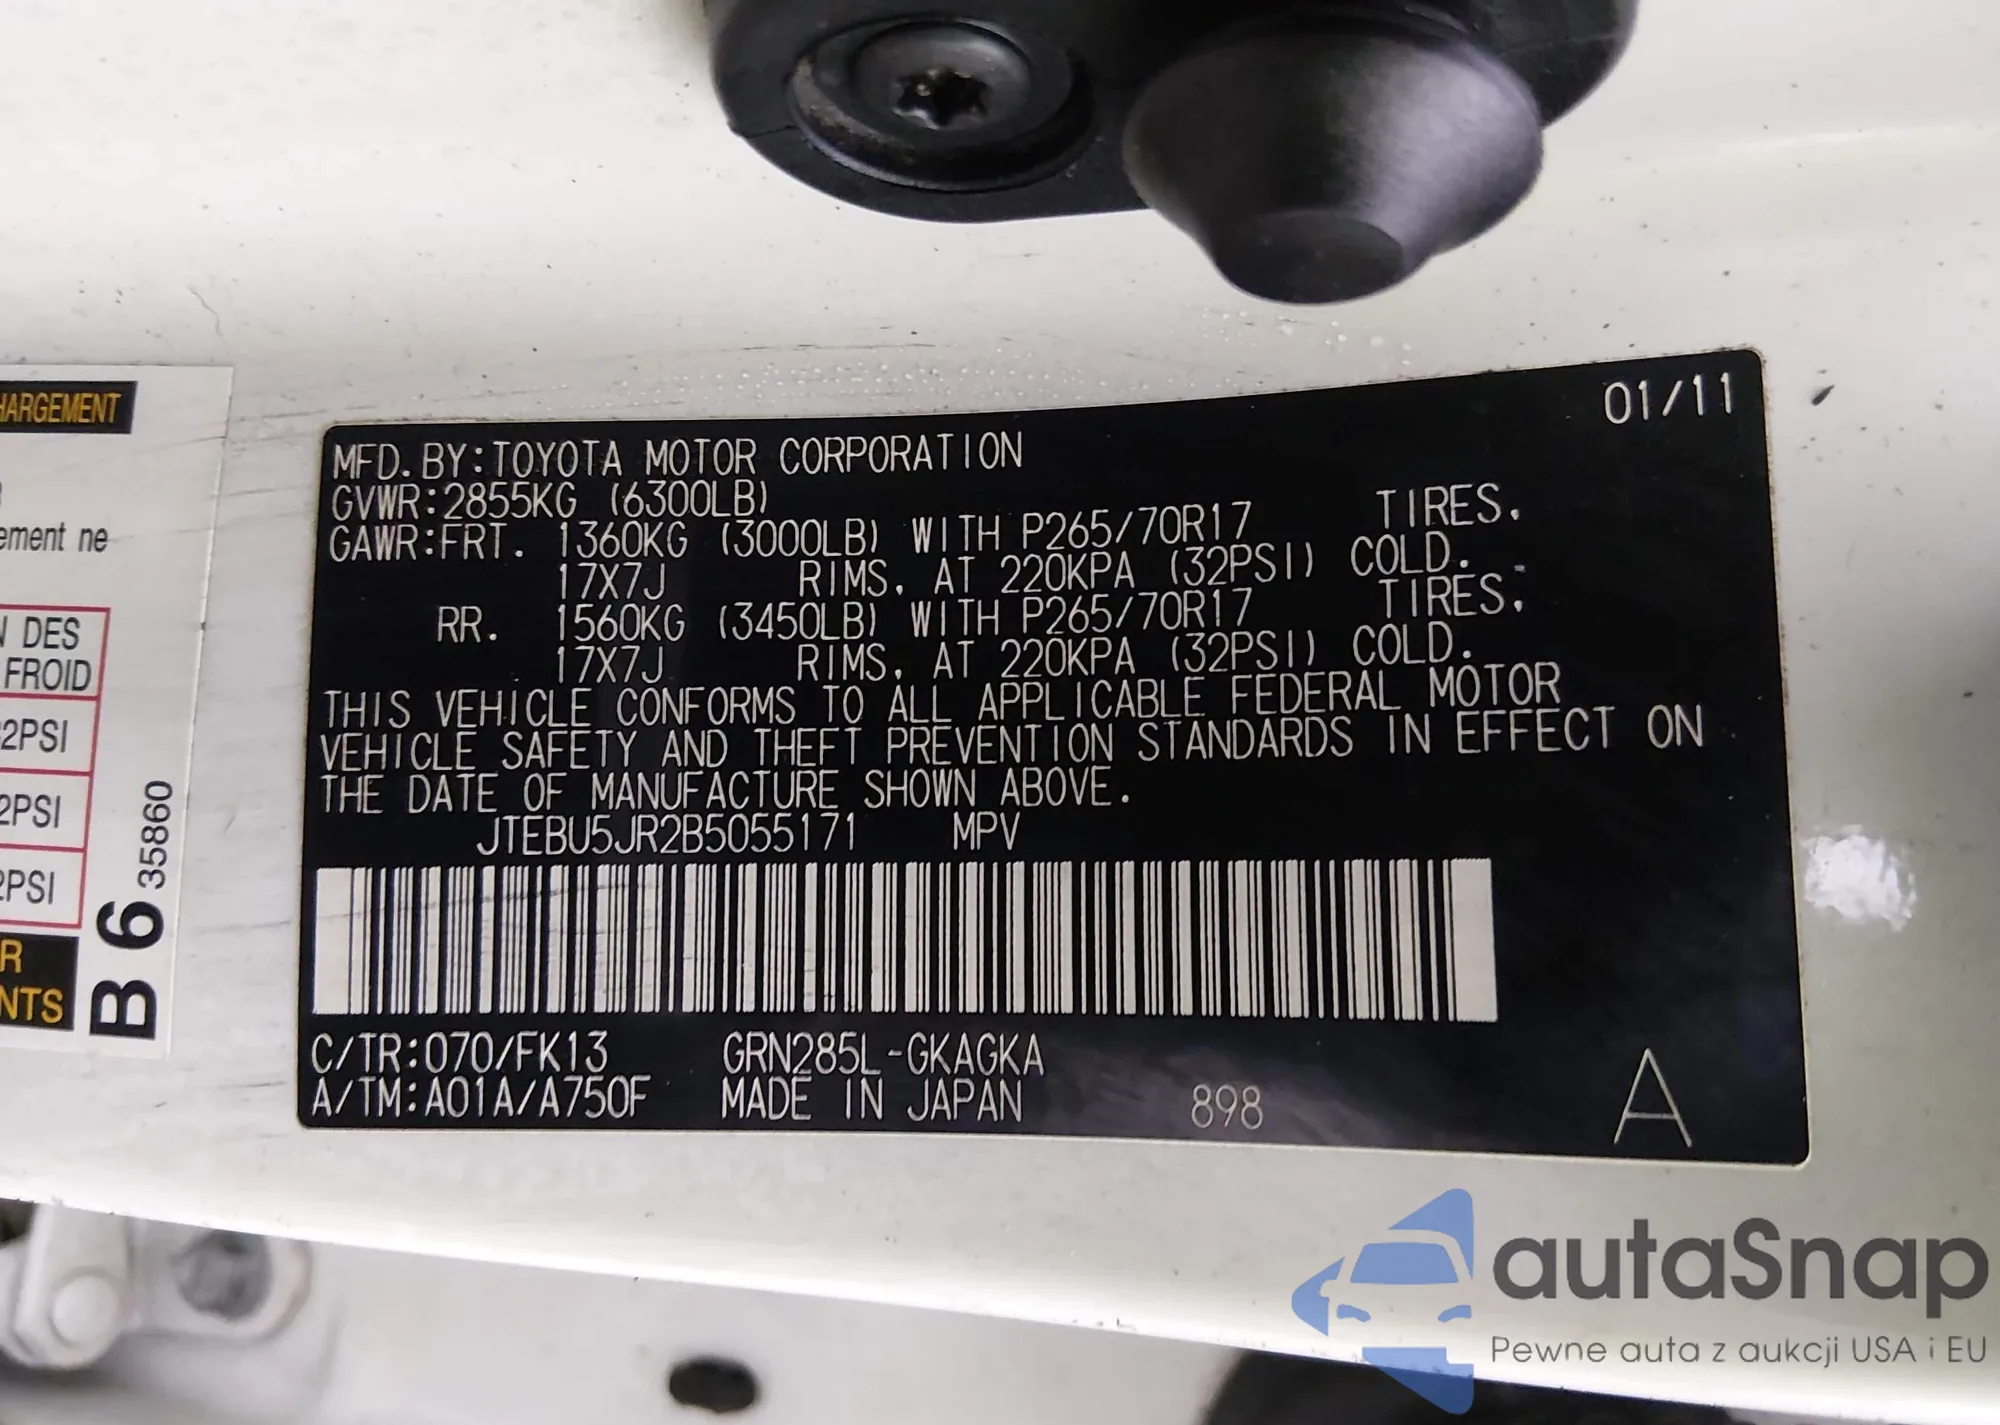 HARGEMENT
ement ne
N DES
FROID
2PSI
2PSI
2PSI
R
NTS
B 6 35860
01/11
MFD. BY:TOYOTA MOTOR CORPORATION
GVWR:2855KG (6300LB)
GAWR:FRT. 1360KG (3000LB) WITH P265/70R17 TIRES.
17X7J RIMS. AT 220KPA (32PSI) COLD.
RR. 1560KG (3450LB) WITH P265/70R17 TIRES.
17X7J RIMS. AT 220KPA (32PSI) COLD.
THIS VEHICLE CONFORMS TO ALL APPLICABLE FEDERAL MOTOR
VEHICLE SAFETY AND THEFT PREVENTION STANDARDS IN EFFECT ON
THE DATE OF MANUFACTURE SHOWN ABOVE.
JTEBU5JR2B5055171 MPV
C/TR:070/FK13 GRN285L-GKAGKA
A/TM:A01A/A750F MADE IN JAPAN 898 A
autaSnap
Pewne auta z aukcji USA i EU